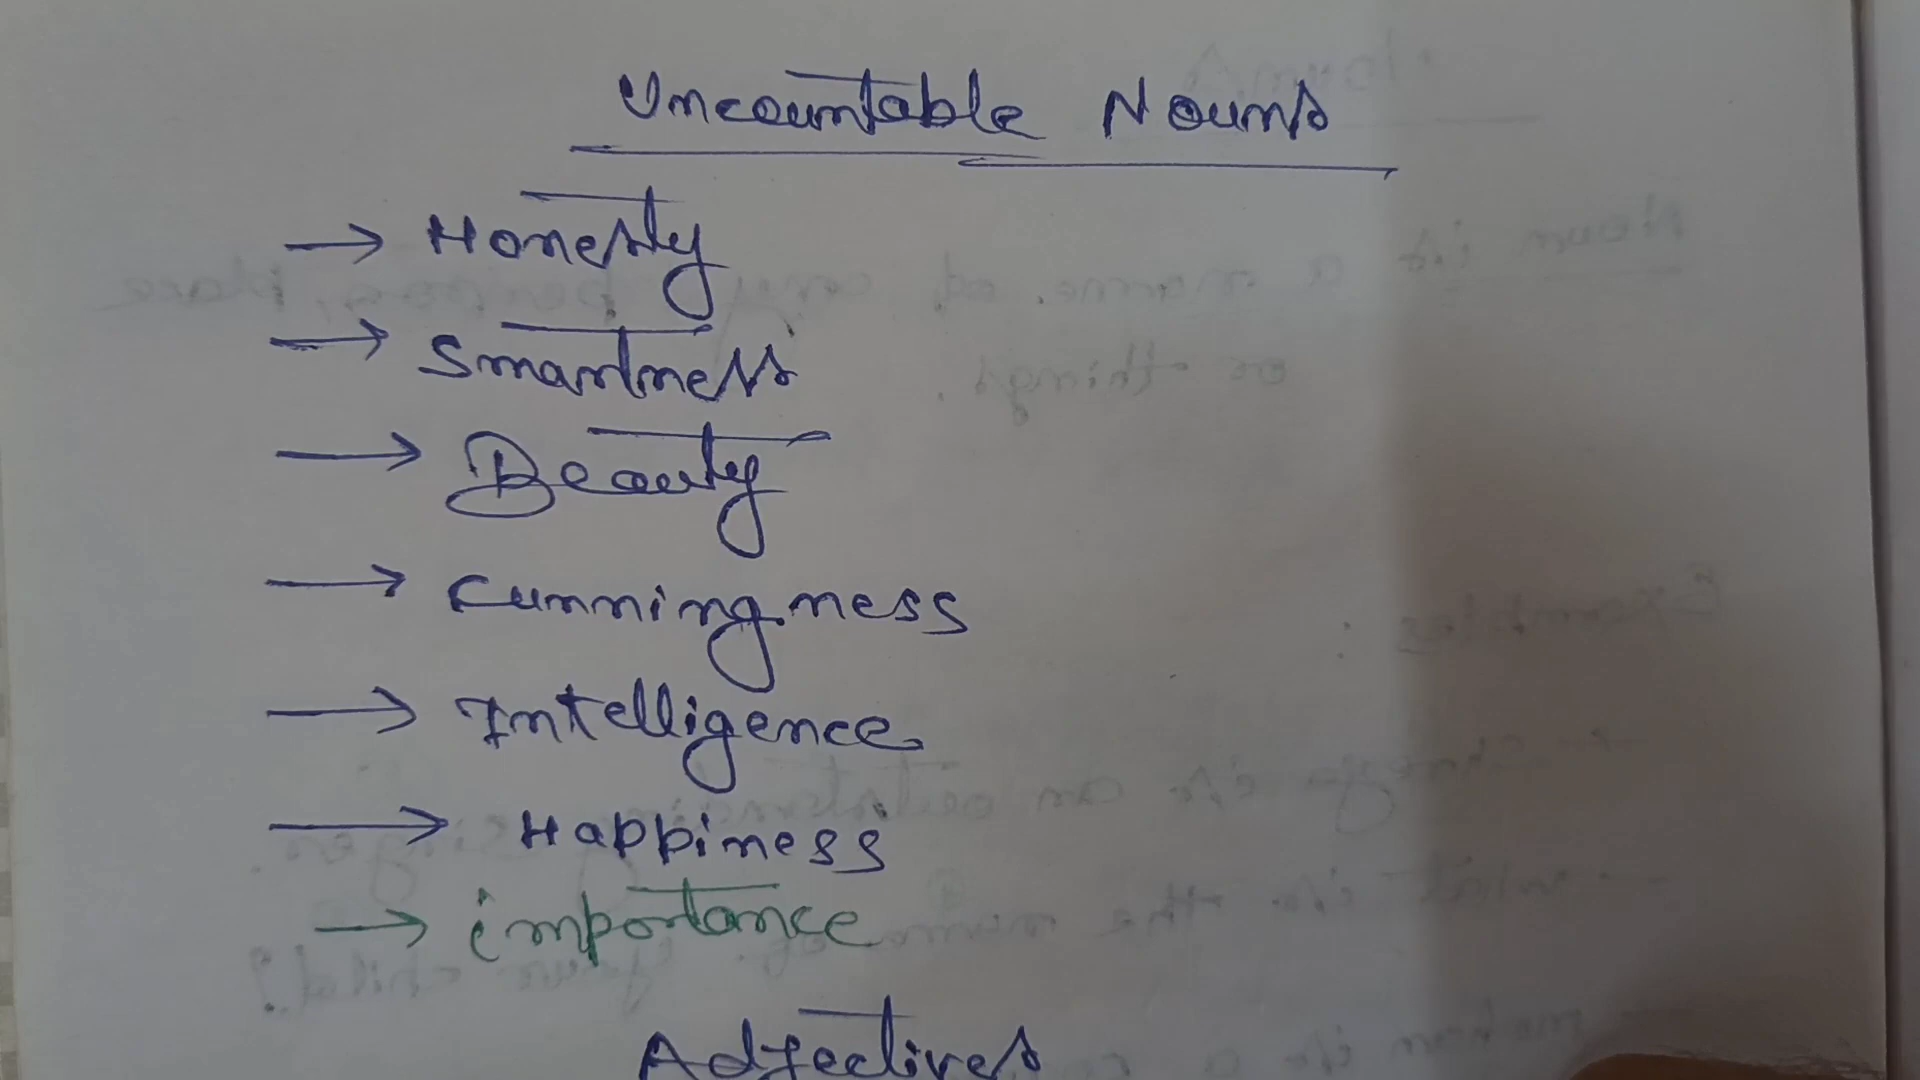 Uncountable Nouns
→ Honesty
→ Smartness
→ Beauty
→ Cunningness
→ Intelligence
→ Happiness
→ importance
Adjectives